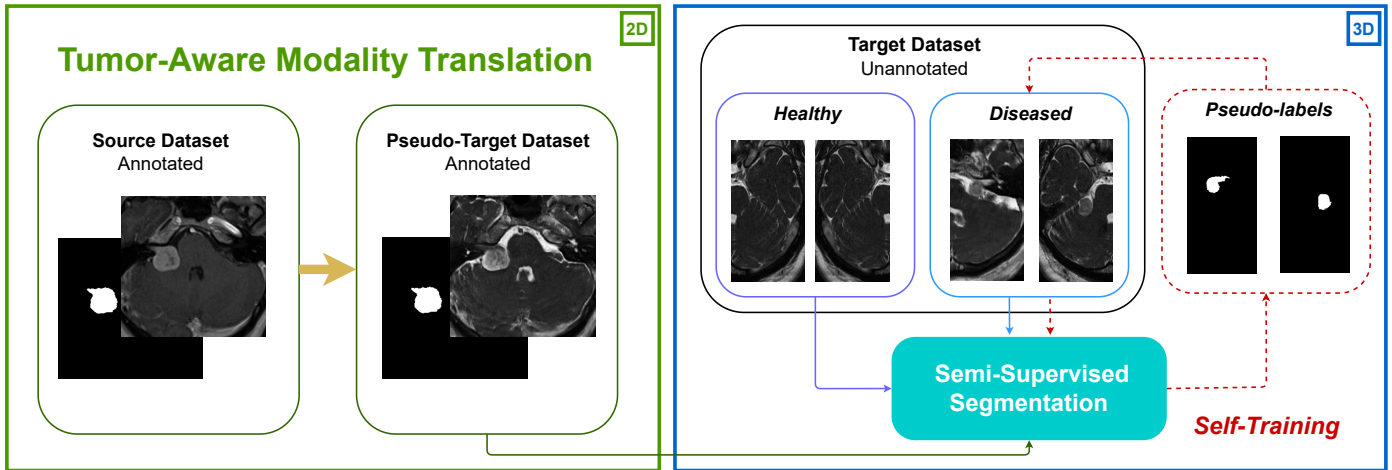 2D
Tumor-Aware Modality Translation
Source Dataset
Annotated
Pseudo-Target Dataset
Annotated
3D
Target Dataset
Unannotated
Healthy
Diseased
Pseudo-labels
Semi-Supervised
Segmentation
Self-Training